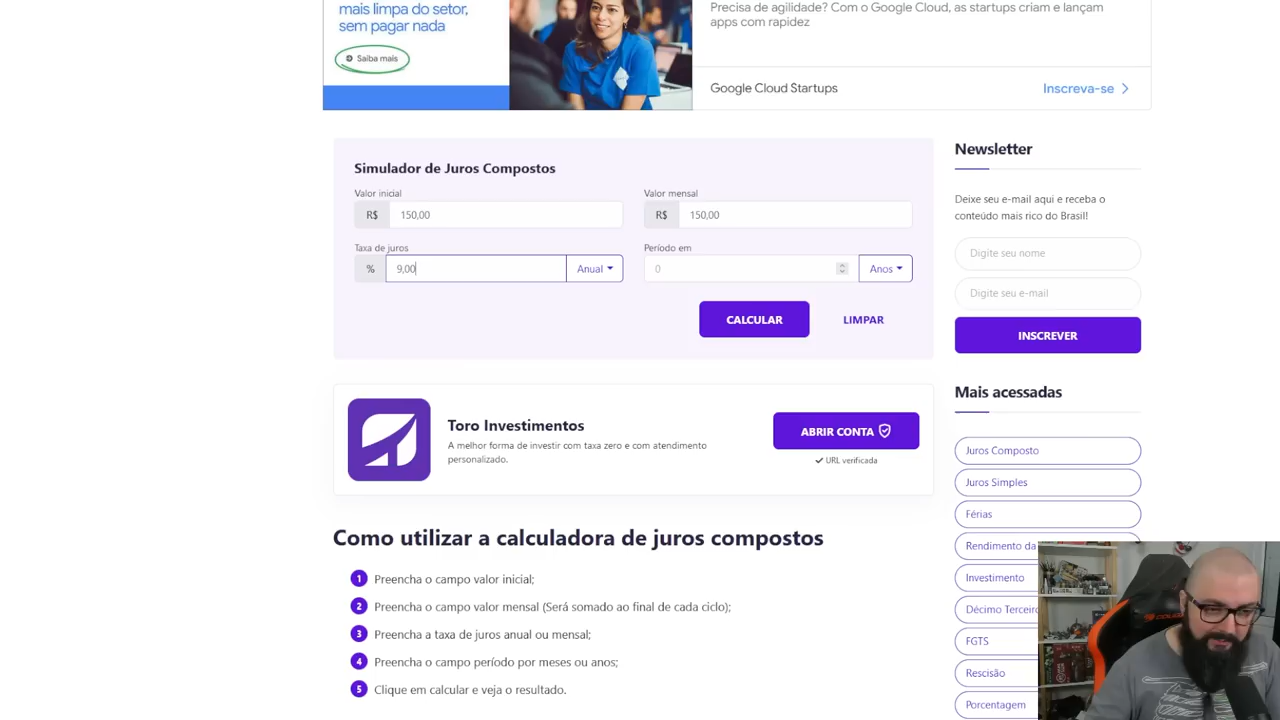 mais limpa do setor,
sem pagar nada
Saiba mais
Precisa de agilidade? Com o Google Cloud, as startups criam e lançam
apps com rapidez
Google Cloud Startups
Inscreva-se
Simulador de Juros Compostos
Valor inicial
R$ 150,00
Valor mensal
R$ 150,00
Taxa de juros
% 9,00 Anual
Período em
0 Anos
CALCULAR
LIMPAR
Toro Investimentos
A melhor forma de investir com taxa zero e com atendimento
personalizado.
ABRIR CONTA
URL verificada
Como utilizar a calculadora de juros compostos
1 Preencha o campo valor inicial;
2 Preencha o campo valor mensal (Será somado ao final de cada ciclo);
3 Preencha a taxa de juros anual ou mensal;
4 Preencha o campo período por meses ou anos;
5 Clique em calcular e veja o resultado.
Newsletter
Deixe seu e-mail aqui e receba o
conteúdo mais rico do Brasil!
Digite seu nome
Digite seu e-mail
INSCREVER
Mais acessadas
Juros Composto
Juros Simples
Férias
Rendimento da
Investimento
Décimo Terceiro
FGTS
Rescisão
Porcentagem